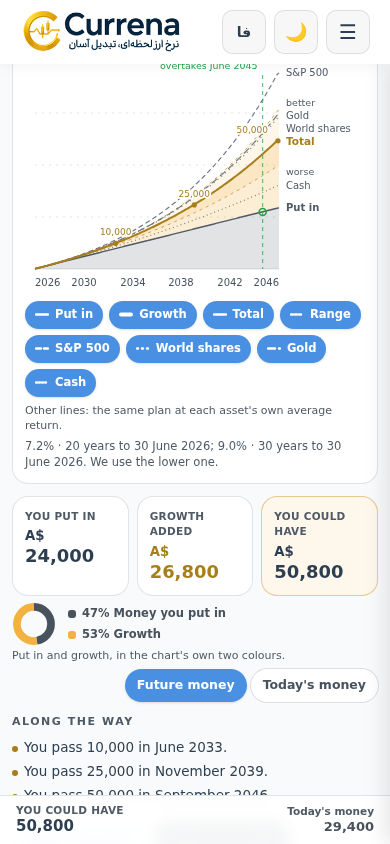 Currena
نرخ ارز لحظه‌ای، تبدیل آسان
فا
overtakes June 2045
S&P 500
better
Gold
World shares
Total
worse
Cash
Put in
50,000
25,000
10,000
2026 2030 2034 2038 2042 2046
Put in Growth Total Range
S&P 500 World shares Gold
Cash
Other lines: the same plan at each asset's own average
return.
7.2% · 20 years to 30 June 2026; 9.0% · 30 years to 30
June 2026. We use the lower one.
YOU PUT IN
A$
24,000
GROWTH
ADDED
A$
26,800
YOU COULD
HAVE
A$
50,800
47% Money you put in
53% Growth
Put in and growth, in the chart's own two colours.
Future money Today's money
ALONG THE WAY
You pass 10,000 in June 2033.
You pass 25,000 in November 2039.
You pass 50,000 in September 2046.
YOU COULD HAVE
50,800
Today's money
29,400